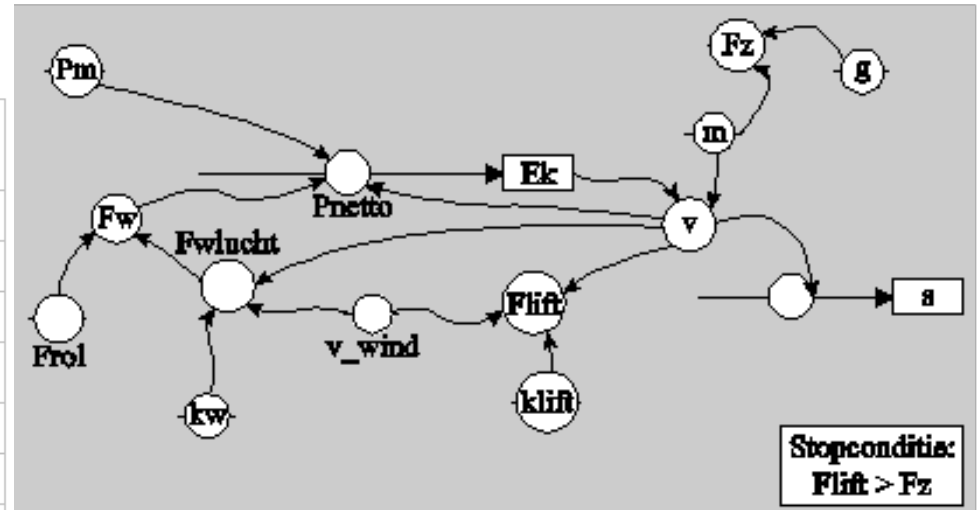 Fz
Pm
g
m
Ek
Pnetto
Fw
v
Fwlucht
Flift
s
v_wind
Frol
klift
kw
Stopconditie:
Flift > Fz